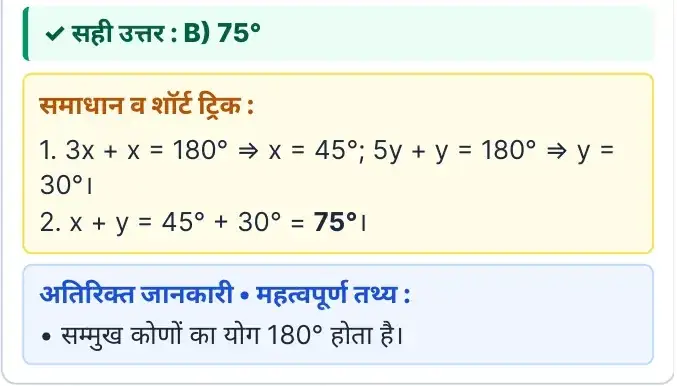 ✓ सही उत्तर : B) 75°
समाधान व शॉर्ट ट्रिक :
1. 3x + x = 180° ⇒ x = 45°; 5y + y = 180° ⇒ y =
30°।
2. x + y = 45° + 30° = 75°।
अतिरिक्त जानकारी • महत्वपूर्ण तथ्य :
• सम्मुख कोणों का योग 180° होता है।